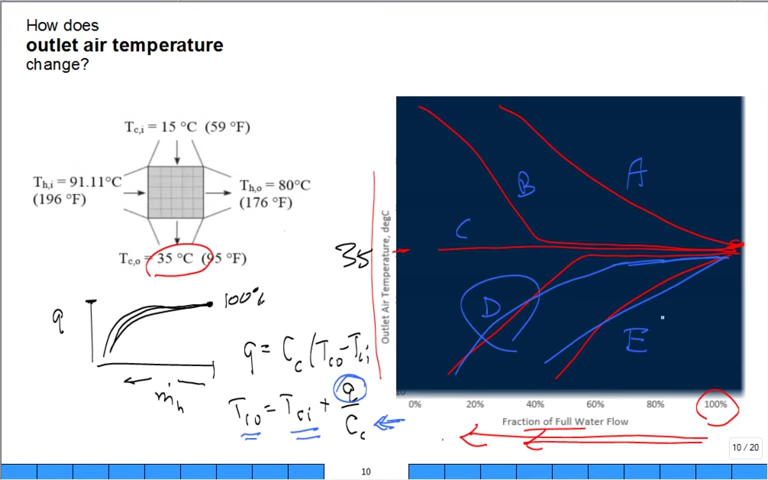 How does
outlet air temperature
change?
Tc,i = 15 °C (59 °F)
Th,i = 91.11°C
(196 °F)
Th,o = 80°C
(176 °F)
Tc,o = 35 °C (95 °F)
35
q
100%
ṁh
q = Cc (Tco - Tci
Tco = Tci + q/Cc
Outlet Air Temperature, degC
A
B
C
D
E
0%
20%
40%
60%
80%
100%
Fraction of Full Water Flow
10 / 20
10